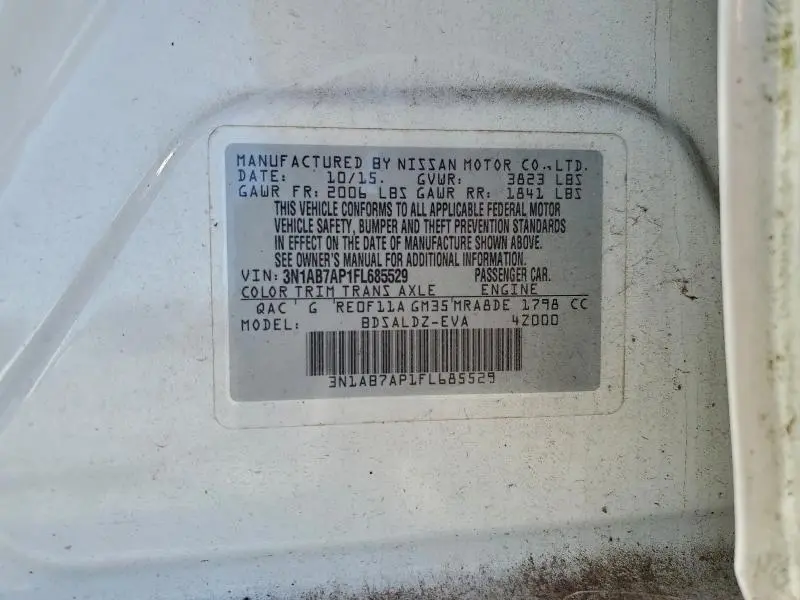 MANUFACTURED BY NISSAN MOTOR CO.,LTD.
DATE: 10/15. GVWR: 3823 LBS
GAWR FR: 2006 LBS GAWR RR: 1841 LBS
THIS VEHICLE CONFORMS TO ALL APPLICABLE FEDERAL MOTOR
VEHICLE SAFETY, BUMPER AND THEFT PREVENTION STANDARDS
IN EFFECT ON THE DATE OF MANUFACTURE SHOWN ABOVE.
SEE OWNER'S MANUAL FOR ADDITIONAL INFORMATION.
VIN: 3N1AB7AP1FL685529 PASSENGER CAR.
COLOR TRIM TRANS AXLE ENGINE
QAC G RE0F11A GM35 MRA8DE 1798 CC
MODEL: BDSALDZ-EVA 4Z000
3N1AB7AP1FL685529